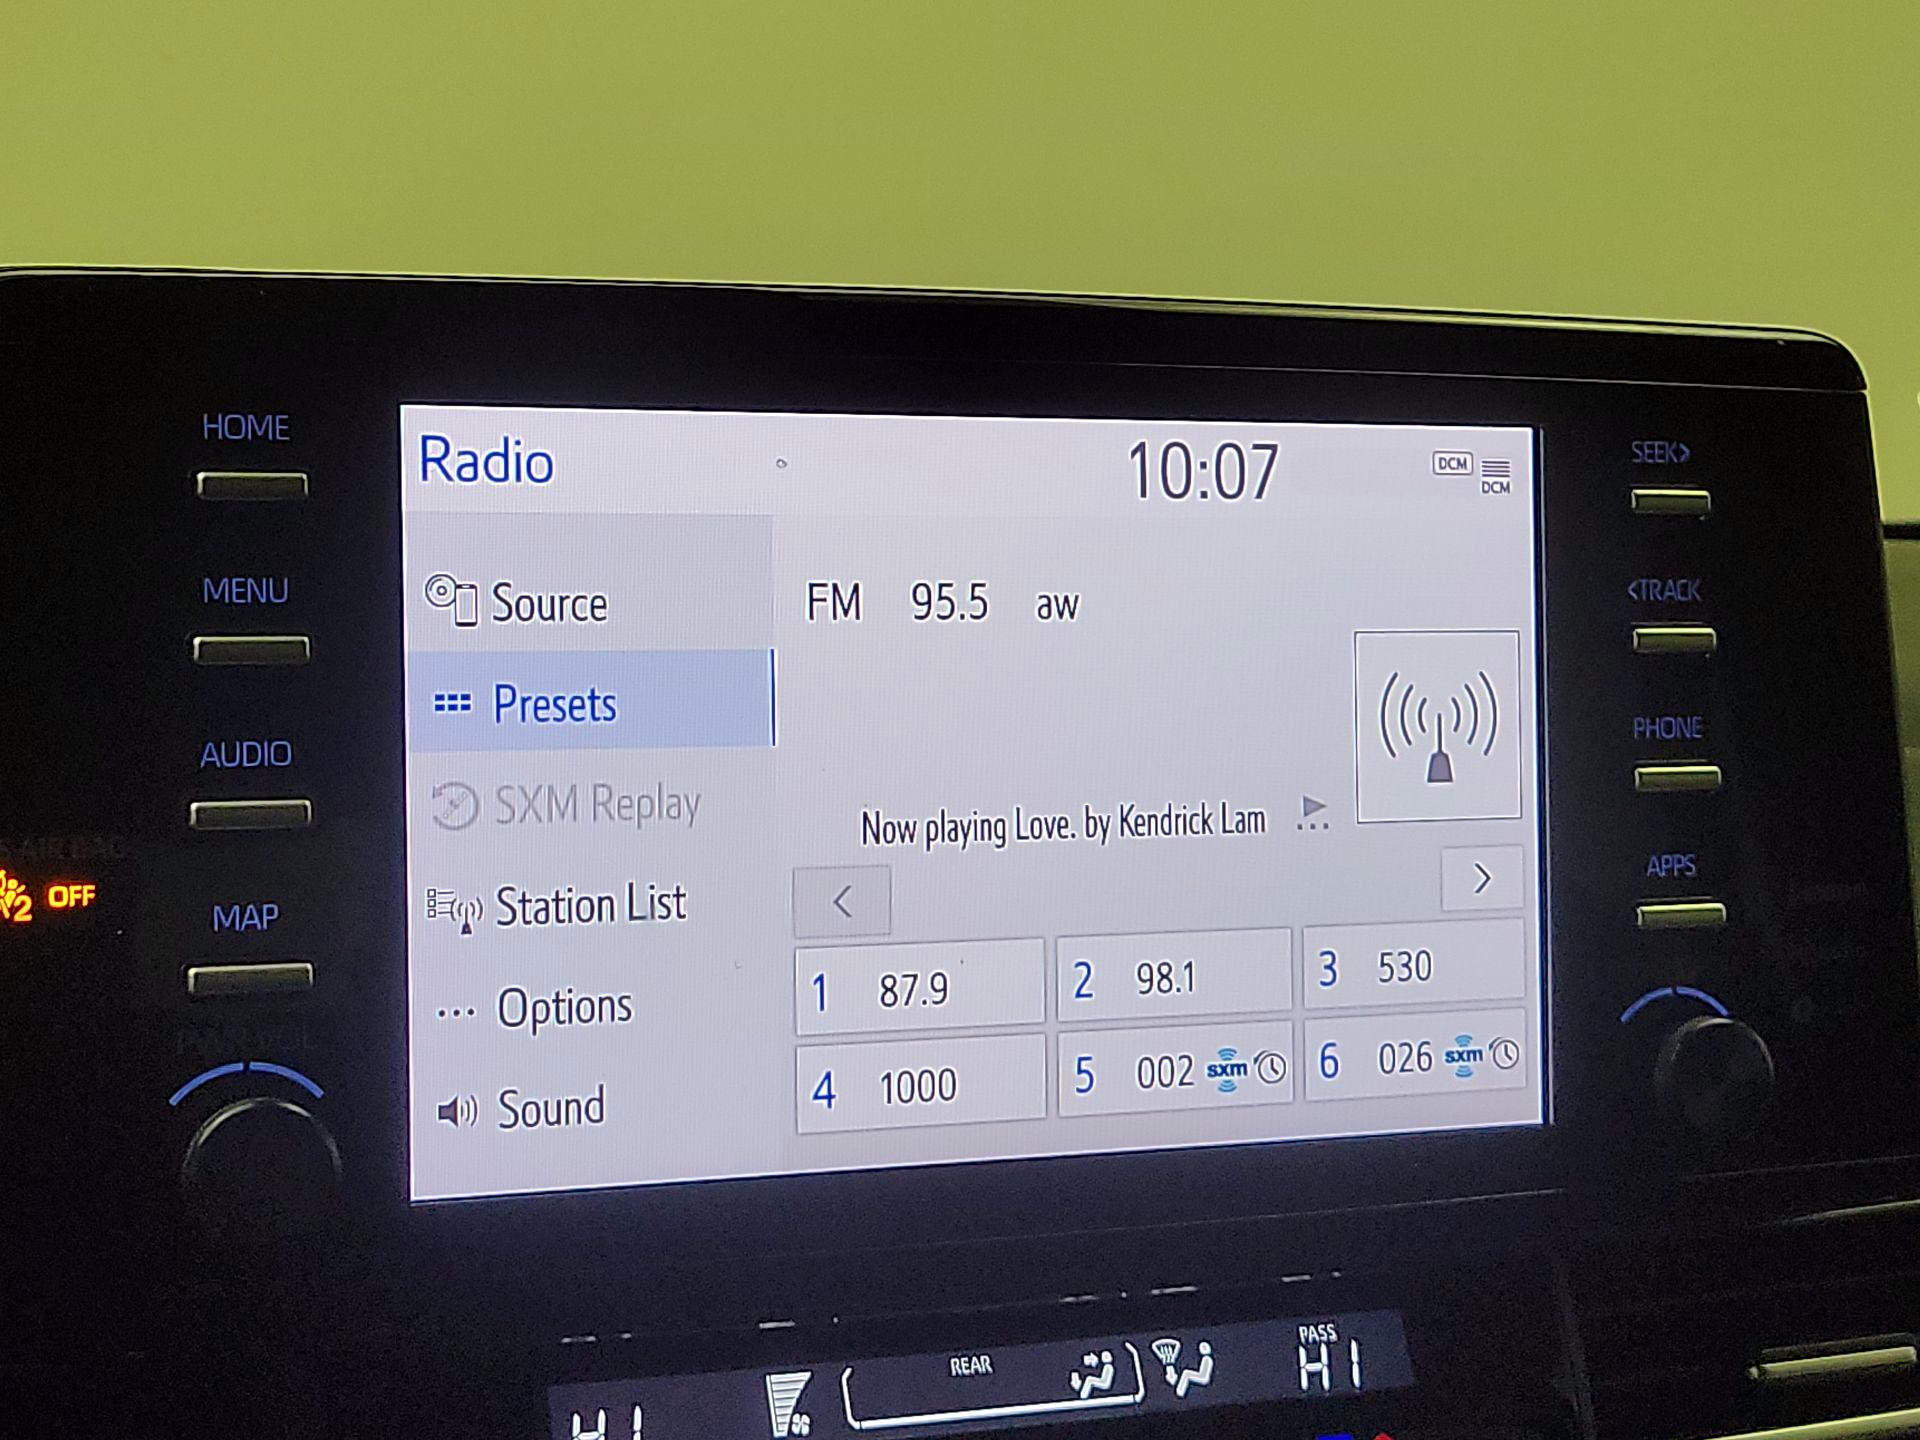 HOME
MENU
AUDIO
MAP
2 OFF
Radio
10:07
DCM
DCM
Source
Presets
SXM Replay
Station List
Options
Sound
FM 95.5 aw
Now playing Love. by Kendrick Lam
<
>
1 87.9
2 98.1
3 530
4 1000
5 002 sxm
6 026 sxm
SEEK>
<TRACK
PHONE
APPS
HI
REAR
PASS
HI